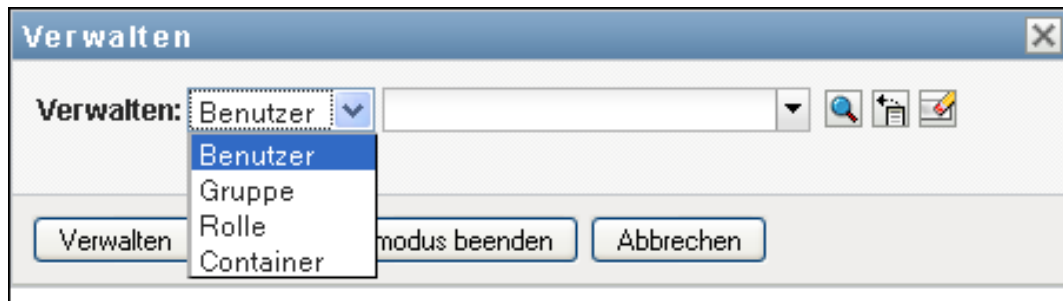 Verwalten
Verwalten: Benutzer
Benutzer
Gruppe
Rolle
Container
Verwalten modus beenden Abbrechen